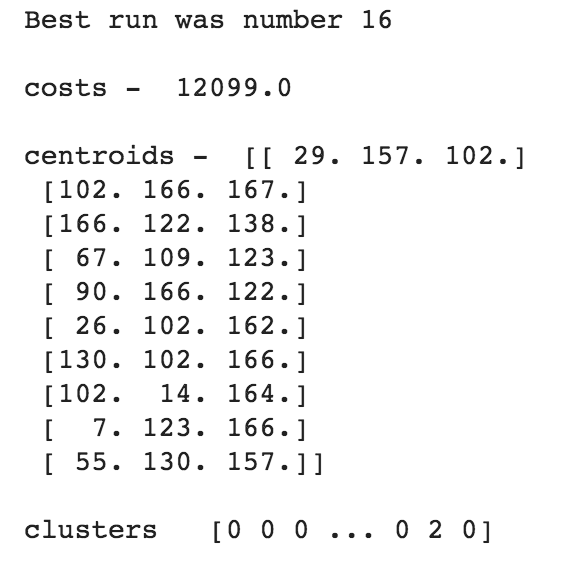 Best run was number 16
costs -  12099.0
centroids -  [[ 29. 157. 102.]
 [102. 166. 167.]
 [166. 122. 138.]
 [ 67. 109. 123.]
 [ 90. 166. 122.]
 [ 26. 102. 162.]
 [130. 102. 166.]
 [102.  14. 164.]
 [  7. 123. 166.]
 [ 55. 130. 157.]]
clusters   [0 0 0 ... 0 2 0]